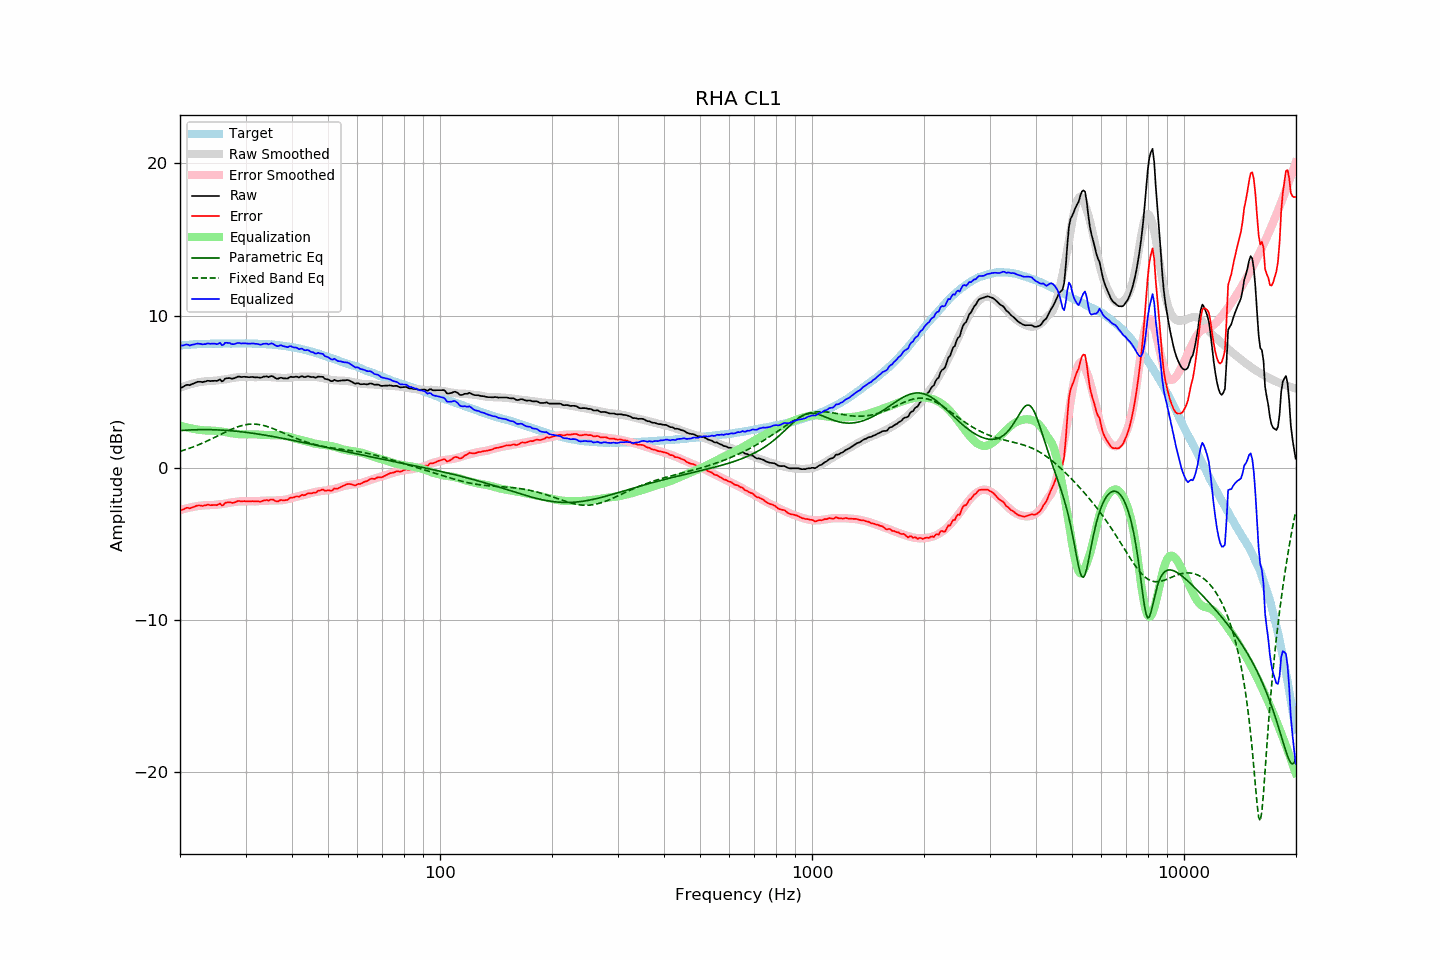 RHA CL1
Target
Raw Smoothed
Error Smoothed
Raw
Error
Equalization
Parametric Eq
Fixed Band Eq
Equalized
20
10
0
−10
−20
Amplitude (dBr)
100
1000
10000
Frequency (Hz)